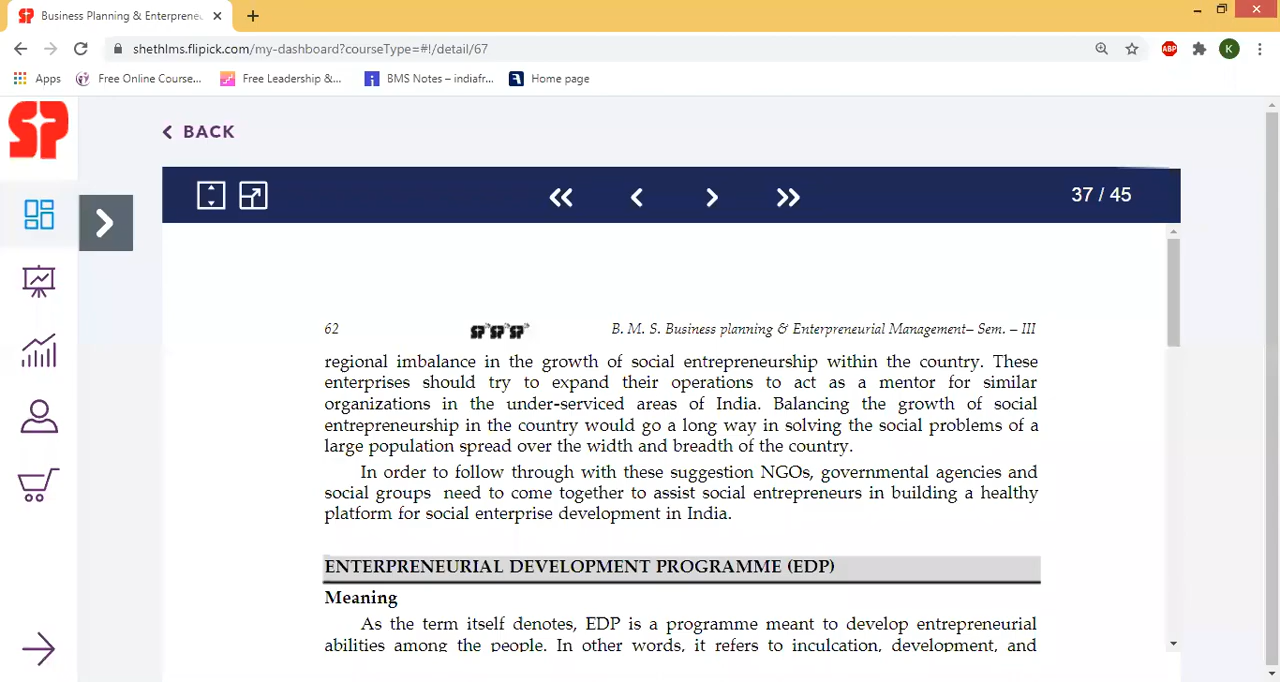 Business Planning & Enterprene
shethlms.flipick.com/my-dashboard?courseType=#!/detail/67
ABP
K
Apps
Free Online Course...
Free Leadership &...
BMS Notes – indiafr...
Home page
SP
BACK
37 / 45
62
SP SP SP
B. M. S. Business planning & Enterpreneurial Management– Sem. – III
regional imbalance in the growth of social entrepreneurship within the country. These
enterprises should try to expand their operations to act as a mentor for similar
organizations in the under-serviced areas of India. Balancing the growth of social
entrepreneurship in the country would go a long way in solving the social problems of a
large population spread over the width and breadth of the country.
In order to follow through with these suggestion NGOs, governmental agencies and
social groups need to come together to assist social entrepreneurs in building a healthy
platform for social enterprise development in India.
ENTERPRENEURIAL DEVELOPMENT PROGRAMME (EDP)
Meaning
As the term itself denotes, EDP is a programme meant to develop entrepreneurial
abilities among the people. In other words, it refers to inculcation, development, and